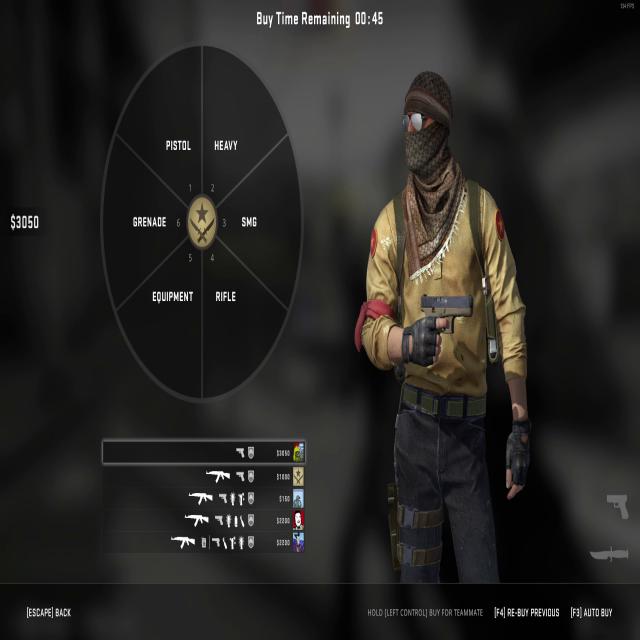 Buy Time Remaining 00:45
PISTOL
HEAVY
1
2
$3050
GRENADE
6
3
SMG
5
4
EQUIPMENT
RIFLE
$3050
$1000
$150
$2200
[ESCAPE] BACK
HOLD [LEFT CONTROL] BUY FOR TEAMMATE
[F4] RE-BUY PREVIOUS
[F3] AUTO BUY